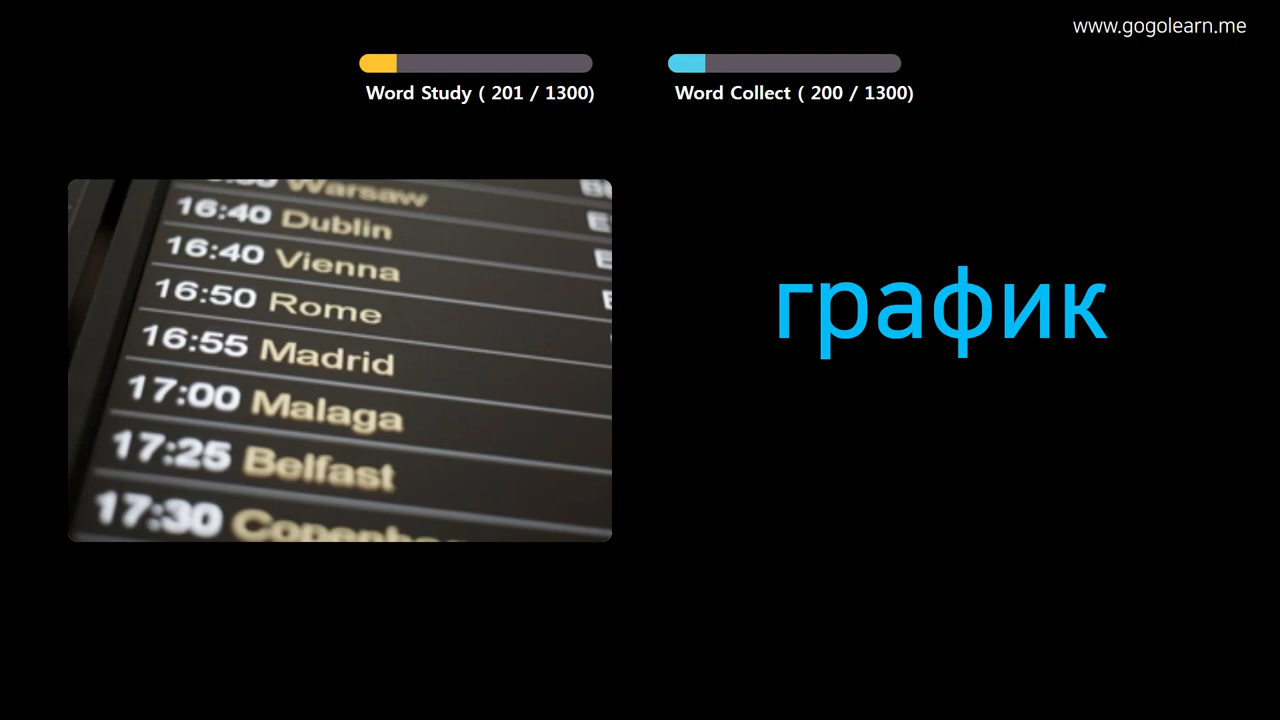 www.gogolearn.me
Word Study ( 201 / 1300)
Word Collect ( 200 / 1300)
Warsaw
16:40 Dublin
16:40 Vienna
16:50 Rome
16:55 Madrid
17:00 Malaga
17:25 Belfast
17:30
график